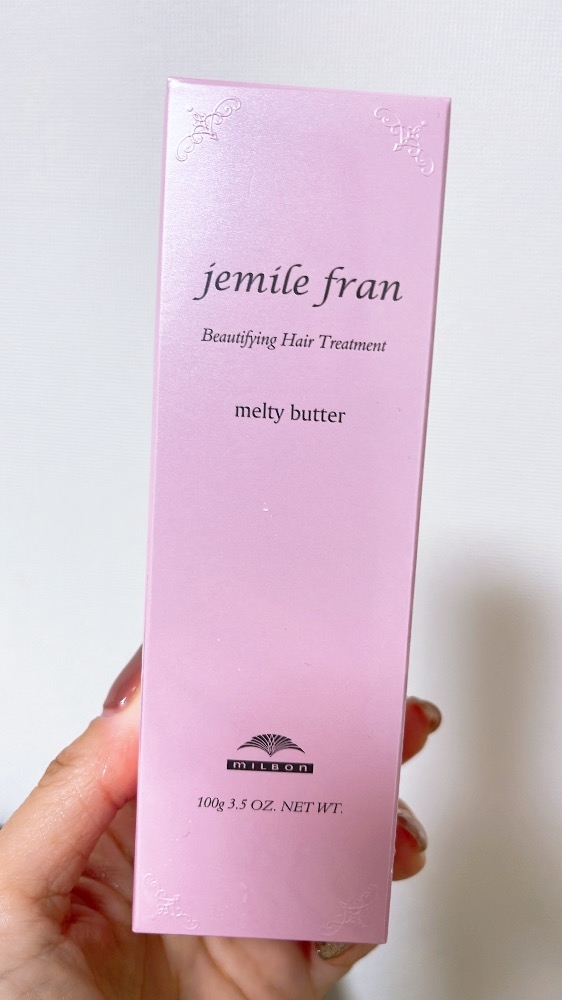 jemile fran
Beautifying Hair Treatment
melty butter
MILBON
100g 3.5 OZ. NET WT.